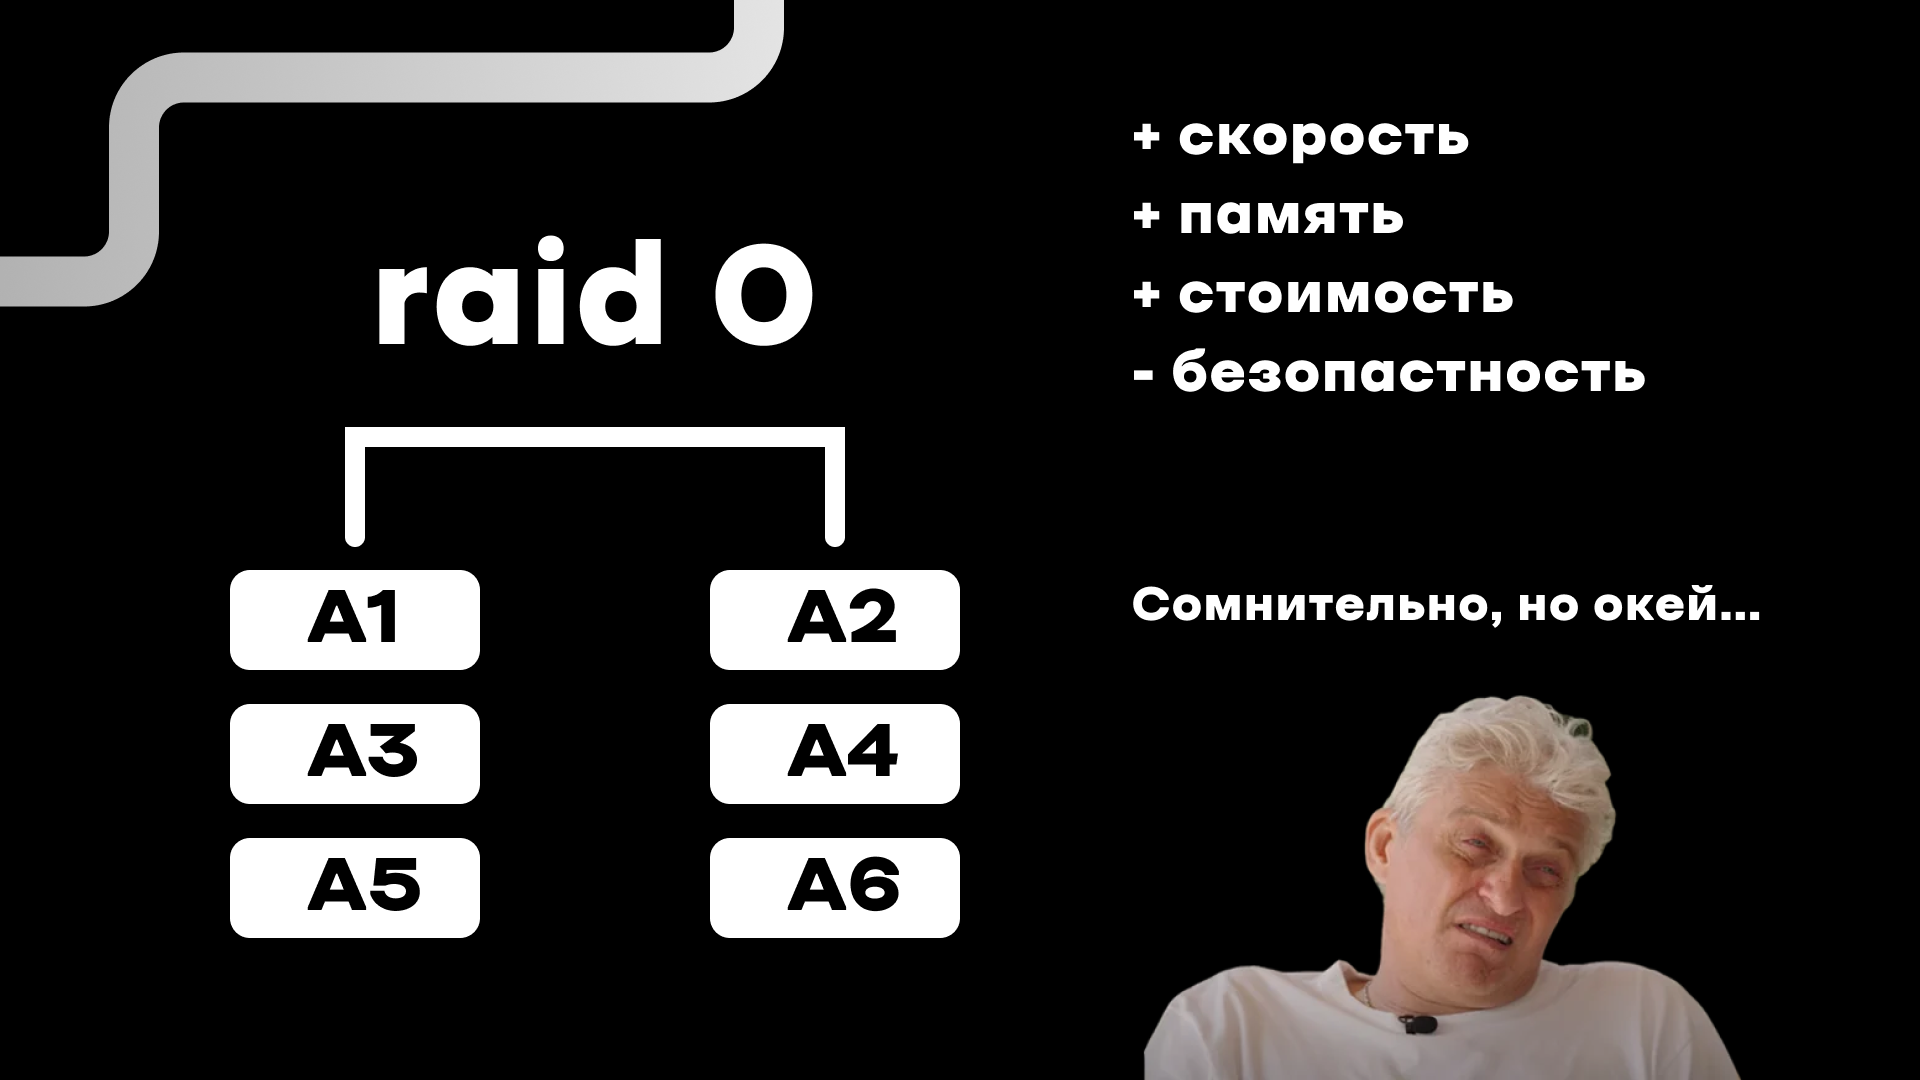 raid 0
A1
A2
A3
A4
A5
A6
+ скорость
+ память
+ стоимость
- безопастность
Сомнительно, но окей...